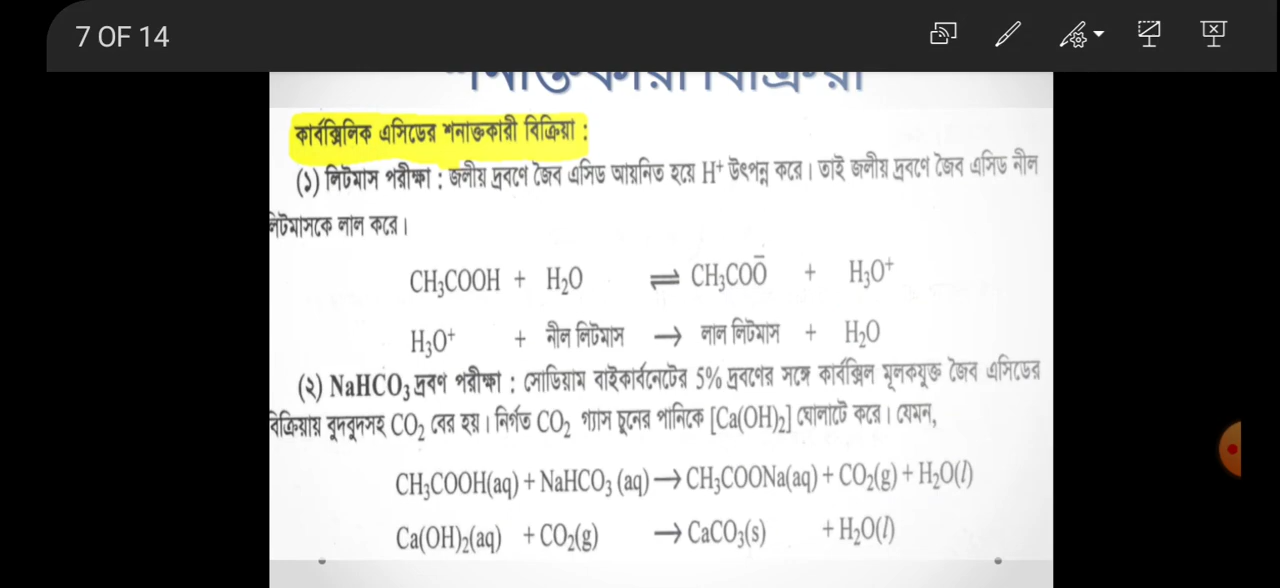 7 OF 14
শনাক্তকারী বিক্রিয়া
কার্বক্সিলিক এসিডের শনাক্তকারী বিক্রিয়া :
(১) লিটমাস পরীক্ষা : জলীয় দ্রবণে জৈব এসিড আয়নিত হয়ে H⁺ উৎপন্ন করে। তাই জলীয় দ্রবণে জৈব এসিড নীল
লিটমাসকে লাল করে।
CH₃COOH + H₂O ⇌ CH₃COŌ + H₃O⁺
H₃O⁺ + নীল লিটমাস → লাল লিটমাস + H₂O
(২) NaHCO₃ দ্রবণ পরীক্ষা : সোডিয়াম বাইকার্বনেটের 5% দ্রবণের সঙ্গে কার্বক্সিল মূলকযুক্ত জৈব এসিডের
বিক্রিয়ায় বুদবুদসহ CO₂ বের হয়। নির্গত CO₂ গ্যাস চুনের পানিকে [Ca(OH)₂] ঘোলাটে করে। যেমন,
CH₃COOH(aq) + NaHCO₃ (aq) → CH₃COONa(aq) + CO₂(g) + H₂O(l)
Ca(OH)₂(aq) + CO₂(g) → CaCO₃(s) + H₂O(l)